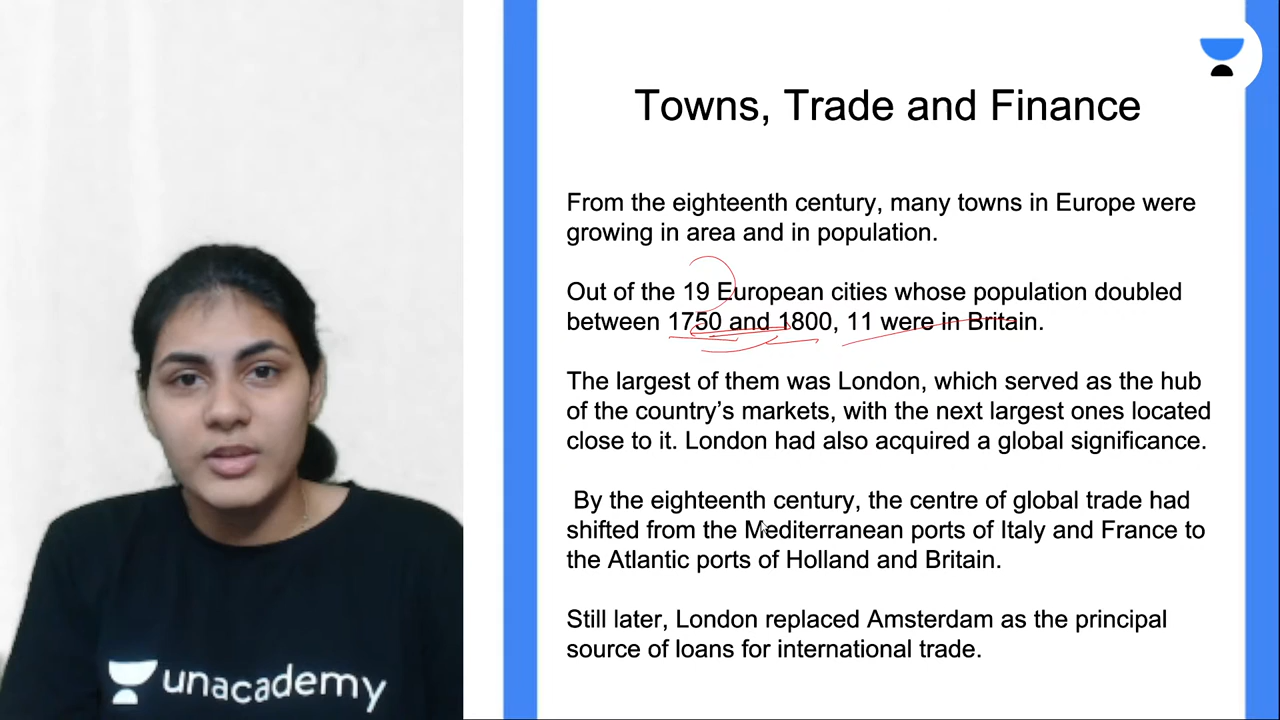 Towns, Trade and Finance
From the eighteenth century, many towns in Europe were
growing in area and in population.
Out of the 19 European cities whose population doubled
between 1750 and 1800, 11 were in Britain.
The largest of them was London, which served as the hub
of the country’s markets, with the next largest ones located
close to it. London had also acquired a global significance.
By the eighteenth century, the centre of global trade had
shifted from the Mediterranean ports of Italy and France to
the Atlantic ports of Holland and Britain.
Still later, London replaced Amsterdam as the principal
source of loans for international trade.
unacademy